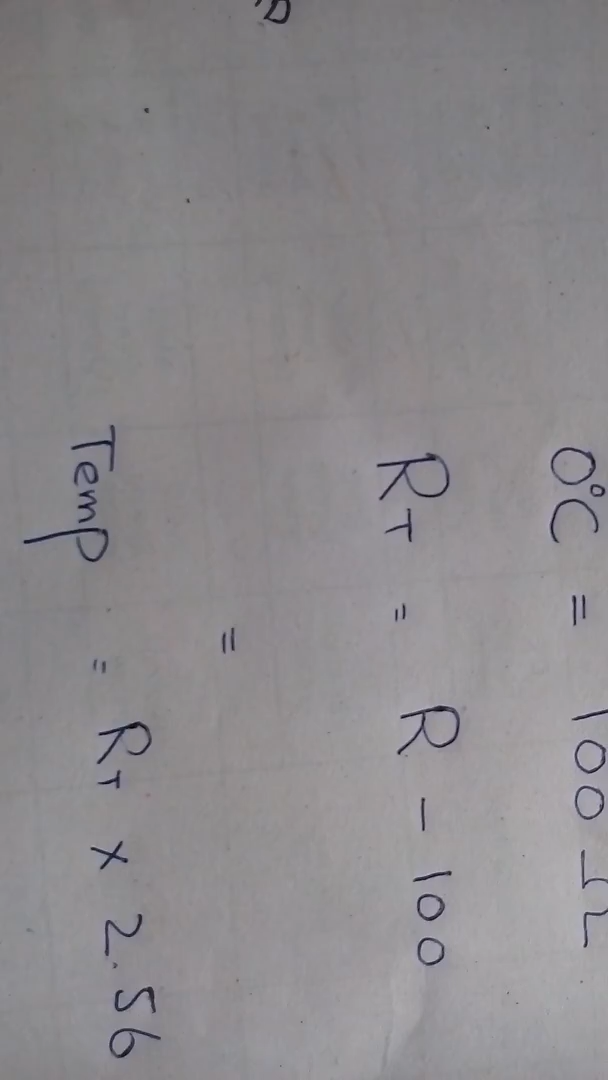 0°C = 100 Ω
RT = R - 100
=
Temp = RT x 2.56